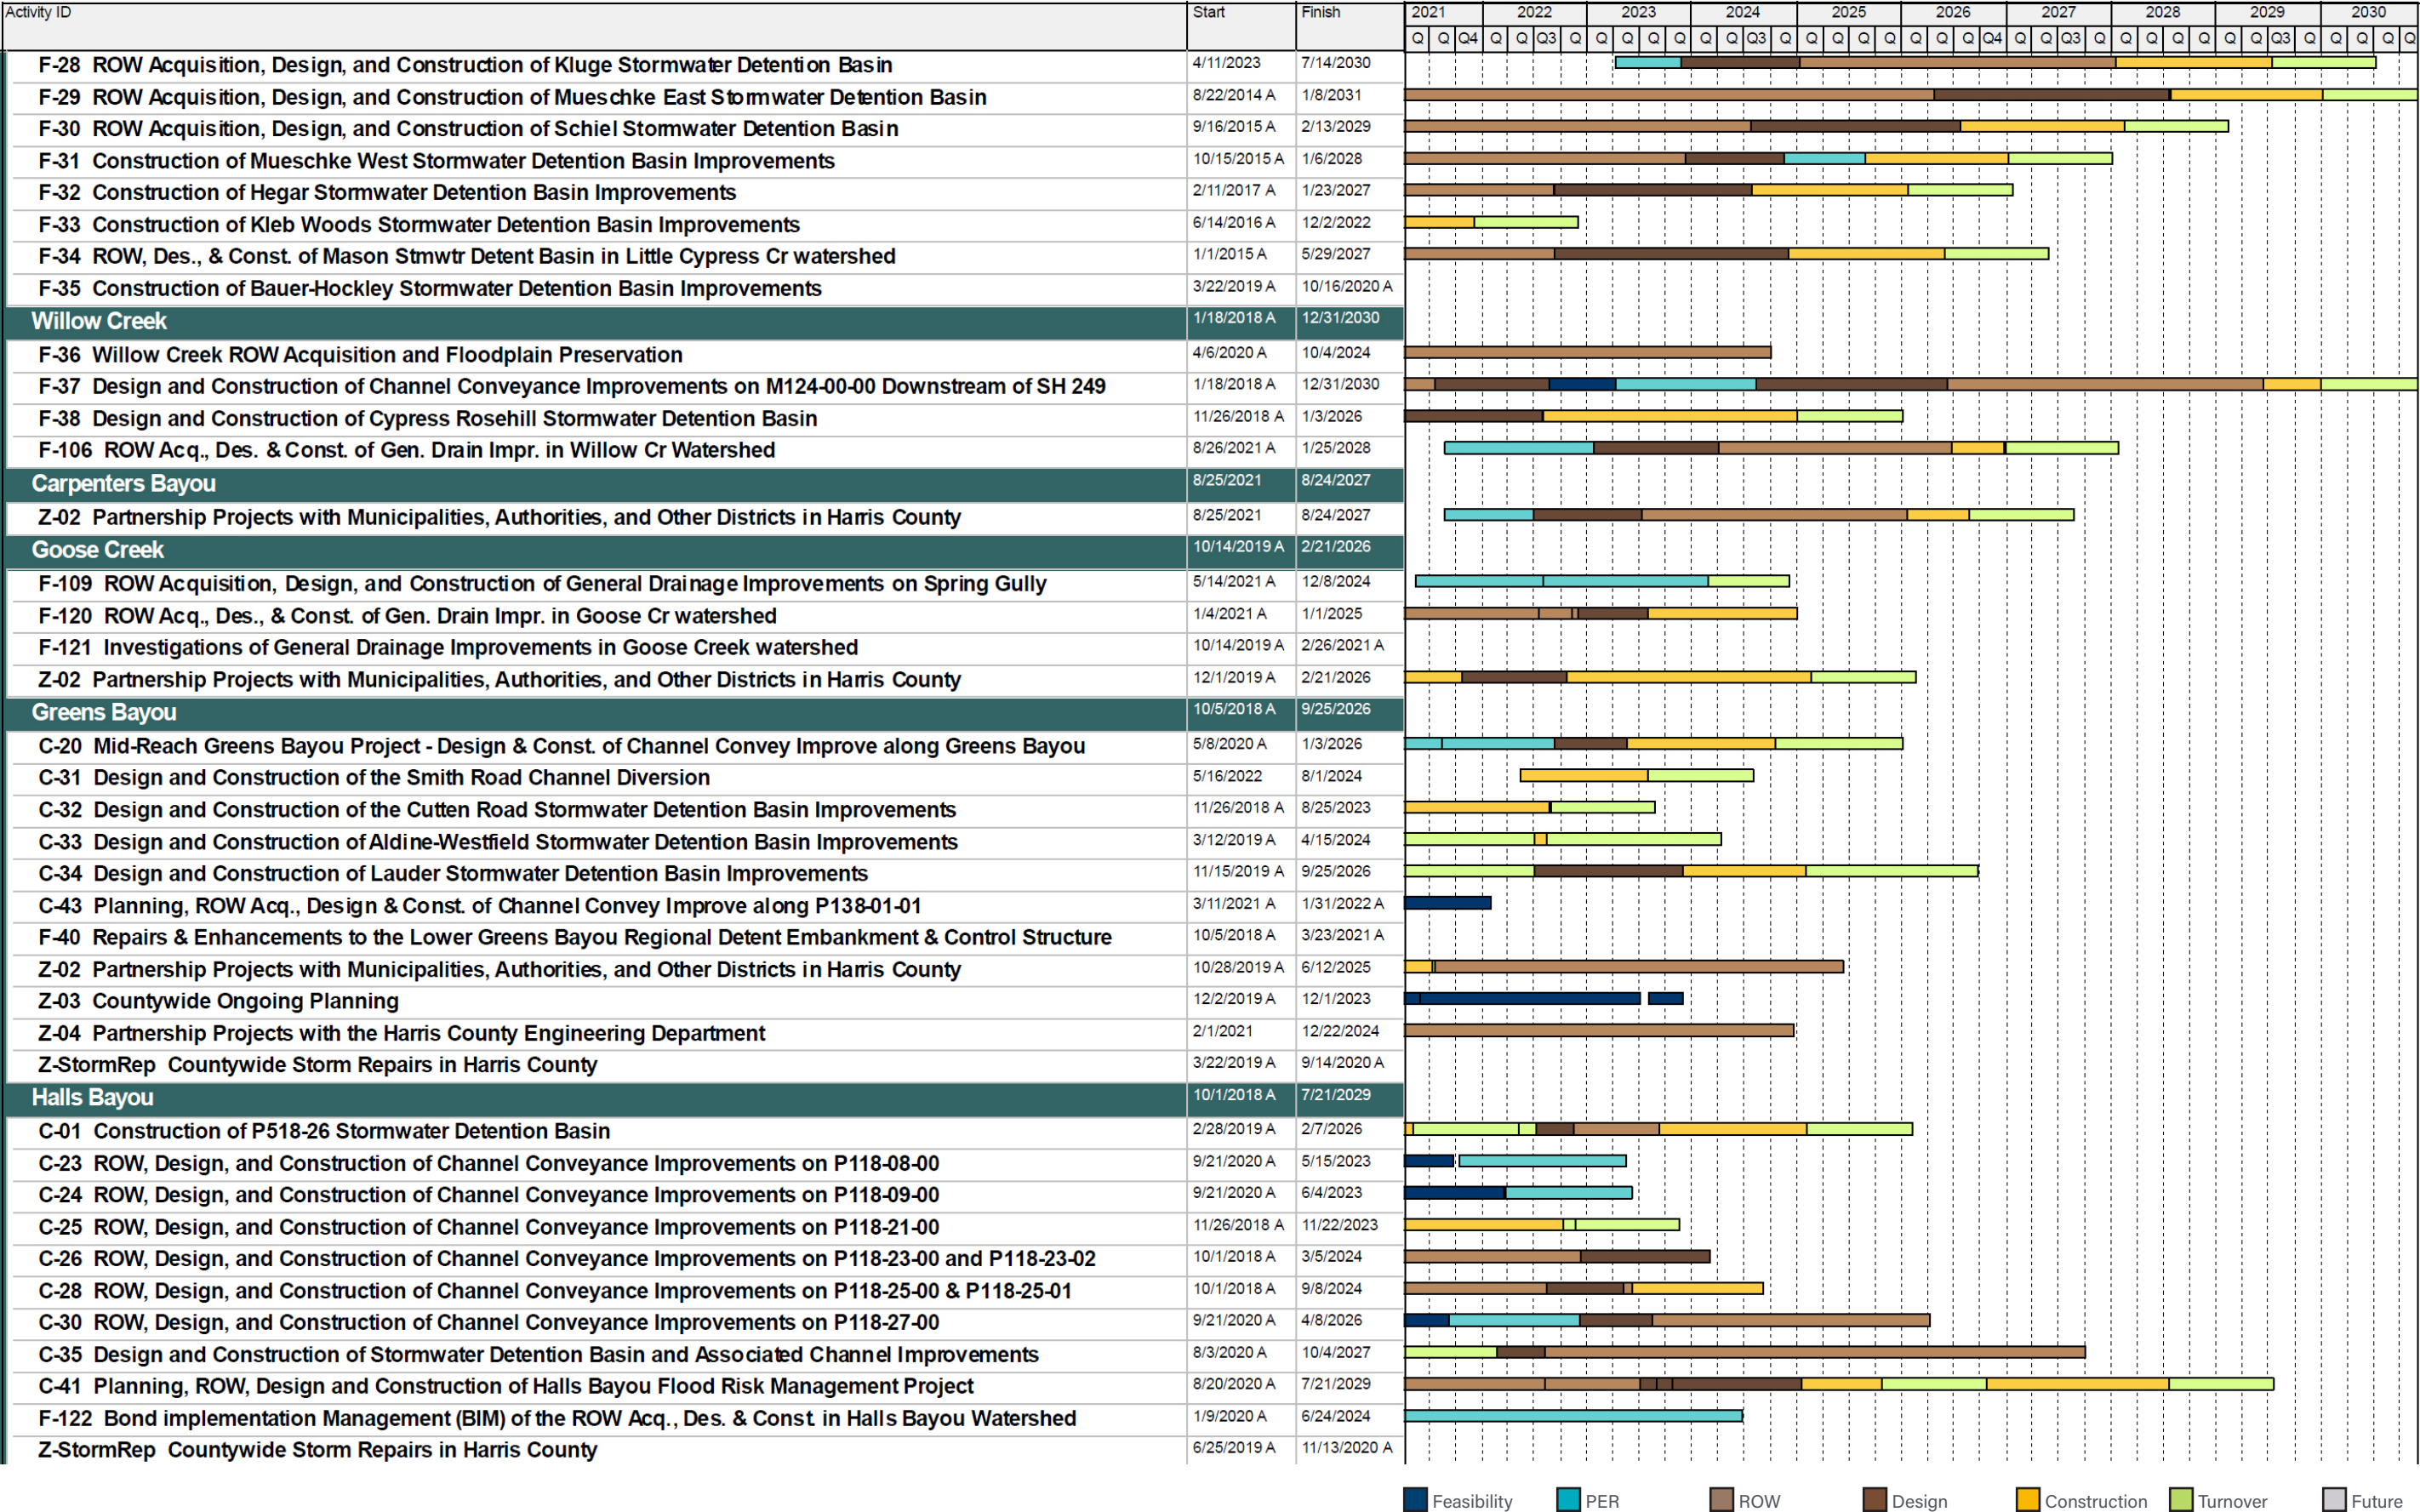 Activity ID Start Finish 2021 2022 2023 2024 2025 2026 2027 2028 2029 2030
Q Q Q4 Q Q Q3 Q Q Q Q Q Q Q3 Q Q Q Q Q Q Q Q Q4 Q Q Q3 Q Q Q Q Q Q Q Q Q3 Q Q Q Q Q
F-28 ROW Acquisition, Design, and Construction of Kluge Stormwater Detention Basin 4/11/2023 7/14/2030
F-29 ROW Acquisition, Design, and Construction of Mueschke East Stormwater Detention Basin 8/22/2014 A 1/8/2031
F-30 ROW Acquisition, Design, and Construction of Schiel Stormwater Detention Basin 9/16/2015 A 2/13/2029
F-31 Construction of Mueschke West Stormwater Detention Basin Improvements 10/15/2015 A 1/6/2028
F-32 Construction of Hegar Stormwater Detention Basin Improvements 2/11/2017 A 1/23/2027
F-33 Construction of Kleb Woods Stormwater Detention Basin Improvements 6/14/2016 A 12/2/2022
F-34 ROW, Des., & Const. of Mason Stmwtr Detent Basin in Little Cypress Cr watershed 1/1/2015 A 5/29/2027
F-35 Construction of Bauer-Hockley Stormwater Detention Basin Improvements 3/22/2019 A 10/16/2020 A
Willow Creek 1/18/2018 A 12/31/2030
F-36 Willow Creek ROW Acquisition and Floodplain Preservation 4/6/2020 A 10/4/2024
F-37 Design and Construction of Channel Conveyance Improvements on M124-00-00 Downstream of SH 249 1/18/2018 A 12/31/2030
F-38 Design and Construction of Cypress Rosehill Stormwater Detention Basin 11/26/2018 A 1/3/2026
F-106 ROW Acq., Des. & Const. of Gen. Drain Impr. in Willow Cr Watershed 8/26/2021 A 1/25/2028
Carpenters Bayou 8/25/2021 8/24/2027
Z-02 Partnership Projects with Municipalities, Authorities, and Other Districts in Harris County 8/25/2021 8/24/2027
Goose Creek 10/14/2019 A 2/21/2026
F-109 ROW Acquisition, Design, and Construction of General Drainage Improvements on Spring Gully 5/14/2021 A 12/8/2024
F-120 ROW Acq., Des., & Const. of Gen. Drain Impr. in Goose Cr watershed 1/4/2021 A 1/1/2025
F-121 Investigations of General Drainage Improvements in Goose Creek watershed 10/14/2019 A 2/26/2021 A
Z-02 Partnership Projects with Municipalities, Authorities, and Other Districts in Harris County 12/1/2019 A 2/21/2026
Greens Bayou 10/5/2018 A 9/25/2026
C-20 Mid-Reach Greens Bayou Project - Design & Const. of Channel Convey Improve along Greens Bayou 5/8/2020 A 1/3/2026
C-31 Design and Construction of the Smith Road Channel Diversion 5/16/2022 8/1/2024
C-32 Design and Construction of the Cutten Road Stormwater Detention Basin Improvements 11/26/2018 A 8/25/2023
C-33 Design and Construction of Aldine-Westfield Stormwater Detention Basin Improvements 3/12/2019 A 4/15/2024
C-34 Design and Construction of Lauder Stormwater Detention Basin Improvements 11/15/2019 A 9/25/2026
C-43 Planning, ROW Acq., Design & Const. of Channel Convey Improve along P138-01-01 3/11/2021 A 1/31/2022 A
F-40 Repairs & Enhancements to the Lower Greens Bayou Regional Detent Embankment & Control Structure 10/5/2018 A 3/23/2021 A
Z-02 Partnership Projects with Municipalities, Authorities, and Other Districts in Harris County 10/28/2019 A 6/12/2025
Z-03 Countywide Ongoing Planning 12/2/2019 A 12/1/2023
Z-04 Partnership Projects with the Harris County Engineering Department 2/1/2021 12/22/2024
Z-StormRep Countywide Storm Repairs in Harris County 3/22/2019 A 9/14/2020 A
Halls Bayou 10/1/2018 A 7/21/2029
C-01 Construction of P518-26 Stormwater Detention Basin 2/28/2019 A 2/7/2026
C-23 ROW, Design, and Construction of Channel Conveyance Improvements on P118-08-00 9/21/2020 A 5/15/2023
C-24 ROW, Design, and Construction of Channel Conveyance Improvements on P118-09-00 9/21/2020 A 6/4/2023
C-25 ROW, Design, and Construction of Channel Conveyance Improvements on P118-21-00 11/26/2018 A 11/22/2023
C-26 ROW, Design, and Construction of Channel Conveyance Improvements on P118-23-00 and P118-23-02 10/1/2018 A 3/5/2024
C-28 ROW, Design, and Construction of Channel Conveyance Improvements on P118-25-00 & P118-25-01 10/1/2018 A 9/8/2024
C-30 ROW, Design, and Construction of Channel Conveyance Improvements on P118-27-00 9/21/2020 A 4/8/2026
C-35 Design and Construction of Stormwater Detention Basin and Associated Channel Improvements 8/3/2020 A 10/4/2027
C-41 Planning, ROW, Design and Construction of Halls Bayou Flood Risk Management Project 8/20/2020 A 7/21/2029
F-122 Bond implementation Management (BIM) of the ROW Acq., Des. & Const. in Halls Bayou Watershed 1/9/2020 A 6/24/2024
Z-StormRep Countywide Storm Repairs in Harris County 6/25/2019 A 11/13/2020 A
Feasibility PER ROW Design Construction Turnover Future